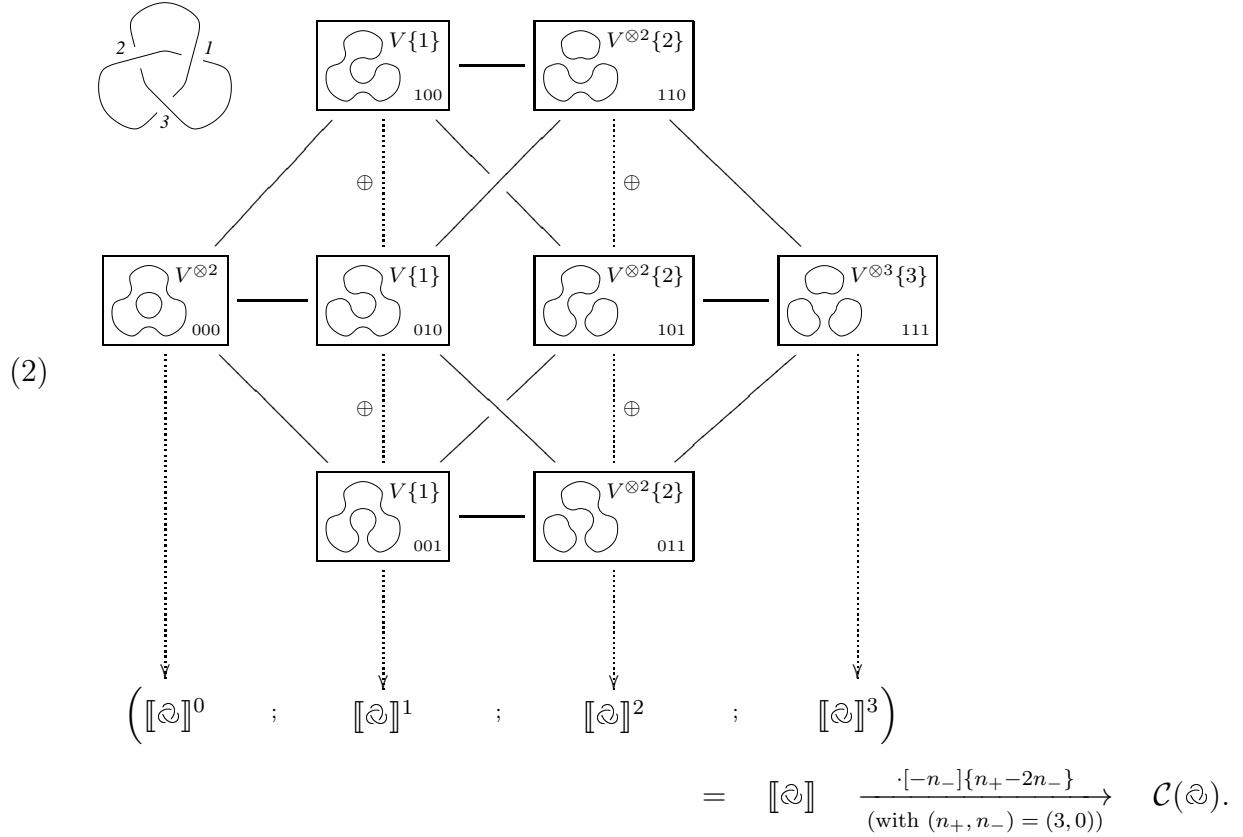 2 1 3
V{1} 100
V^{⊗2}{2} 110
⊕ ⊕
V^{⊗2} 000
V{1} 010
V^{⊗2}{2} 101
V^{⊗3}{3} 111
(2)
⊕ ⊕
V{1} 001
V^{⊗2}{2} 011
(⟦ ⟧^0 ; ⟦ ⟧^1 ; ⟦ ⟧^2 ; ⟦ ⟧^3)
= ⟦ ⟧ ·[−n_−]{n_+−2n_−} (with (n_+, n_−) = (3, 0)) → 𝒞( ).